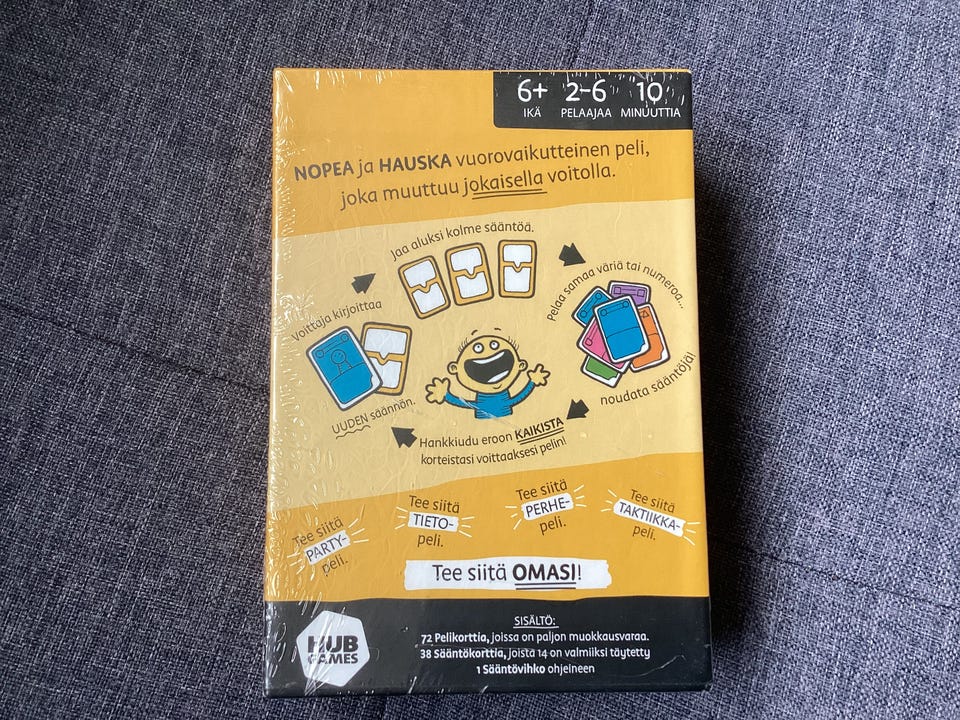 6+ 2–6 10
IKÄ PELAAJAA MINUUTTIA
NOPEA ja HAUSKA vuorovaikutteinen peli,
joka muuttuu jokaisella voitolla.
Jaa aluksi kolme sääntöä.
Pelaa samaa väriä tai numeroa...
noudata sääntöjä!
Hankkiudu eroon KAIKISTA
korteistasi voittaaksesi pelin!
Voittaja kirjoittaa
UUDEN säännön.
Tee siitä
PARTY-
peli.
Tee siitä
TIETO-
peli.
Tee siitä
PERHE-
peli.
Tee siitä
TAKTIIKKA-
peli.
Tee siitä OMASI!
HUB
GAMES
SISÄLTÖ:
72 Pelikorttia, joissa on paljon muokkausvaraa.
38 Sääntökorttia, joista 14 on valmiiksi täytetty
1 Sääntövihko ohjeineen